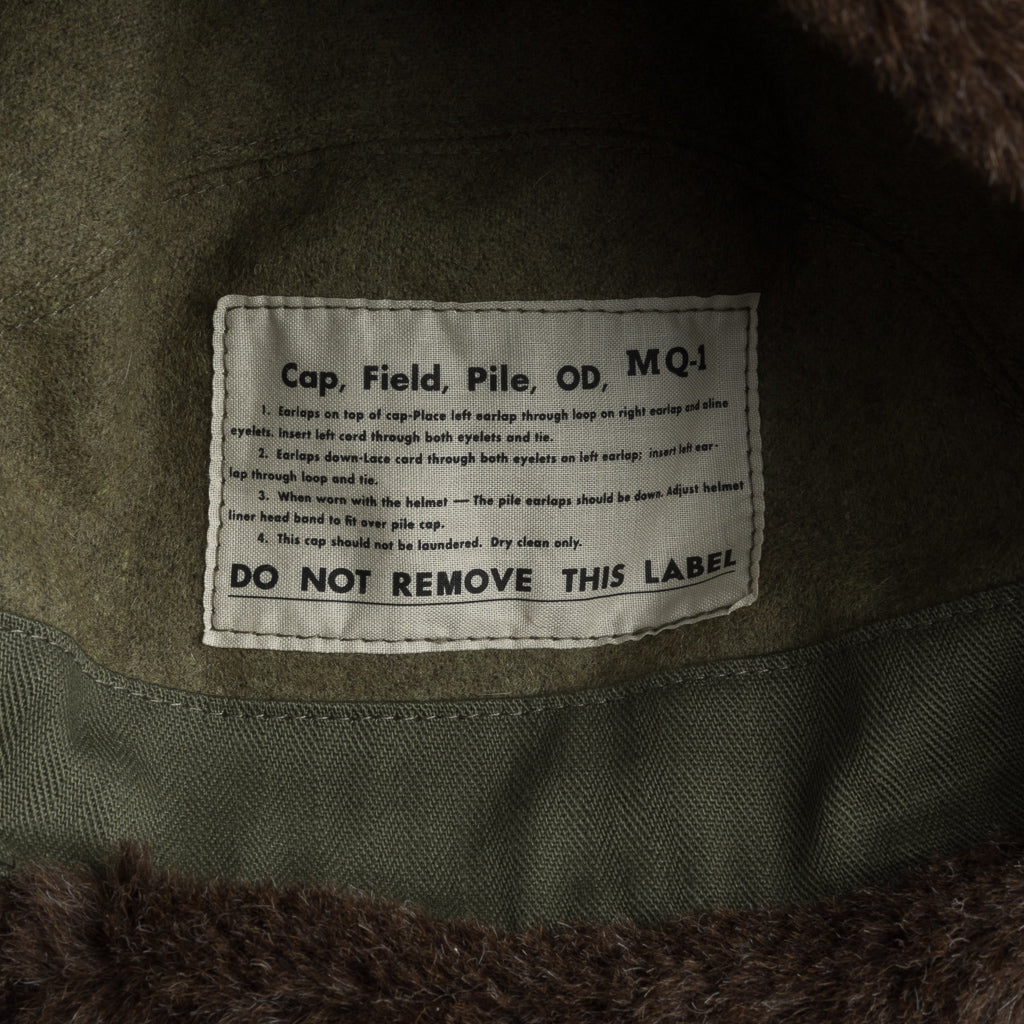 Cap, Field, Pile, OD, MQ-1
1. Earlaps on top of cap-Place left earlap through loop on right earlap and aline
eyelets. Insert left cord through both eyelets and tie.
2. Earlaps down-Lace cord through both eyelets on left earlap; insert left ear-
lap through loop and tie.
3. When worn with the helmet — The pile earlaps should be down. Adjust helmet
liner head band to fit over pile cap.
4. This cap should not be laundered. Dry clean only.
DO NOT REMOVE THIS LABEL